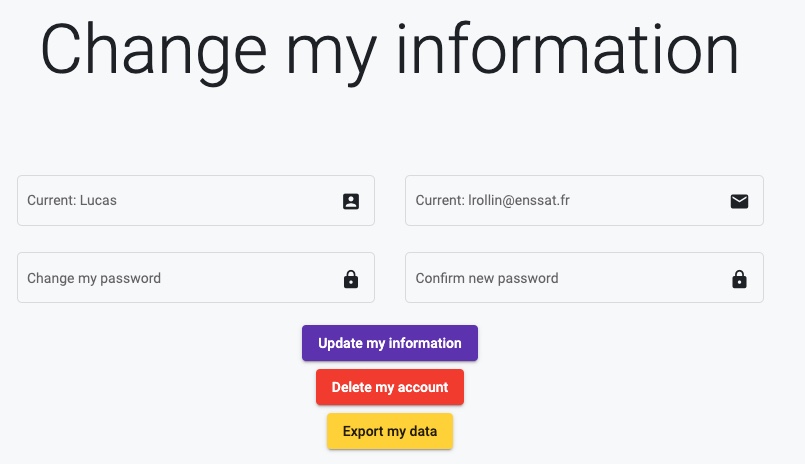 Change my information
Current: Lucas
Current: lrollin@enssat.fr
Change my password
Confirm new password
Update my information
Delete my account
Export my data